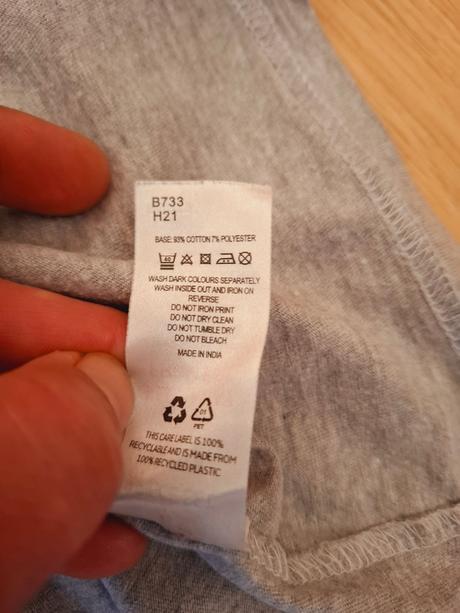 B733
H21
BASE: 93% COTTON 7% POLYESTER
40
WASH DARK COLOURS SEPARATELY
WASH INSIDE OUT AND IRON ON
REVERSE
DO NOT IRON PRINT
DO NOT DRY CLEAN
DO NOT TUMBLE DRY
DO NOT BLEACH
MADE IN INDIA
01
PET
THIS CARE LABEL IS 100%
RECYCLABLE AND IS MADE FROM
100% RECYCLED PLASTIC